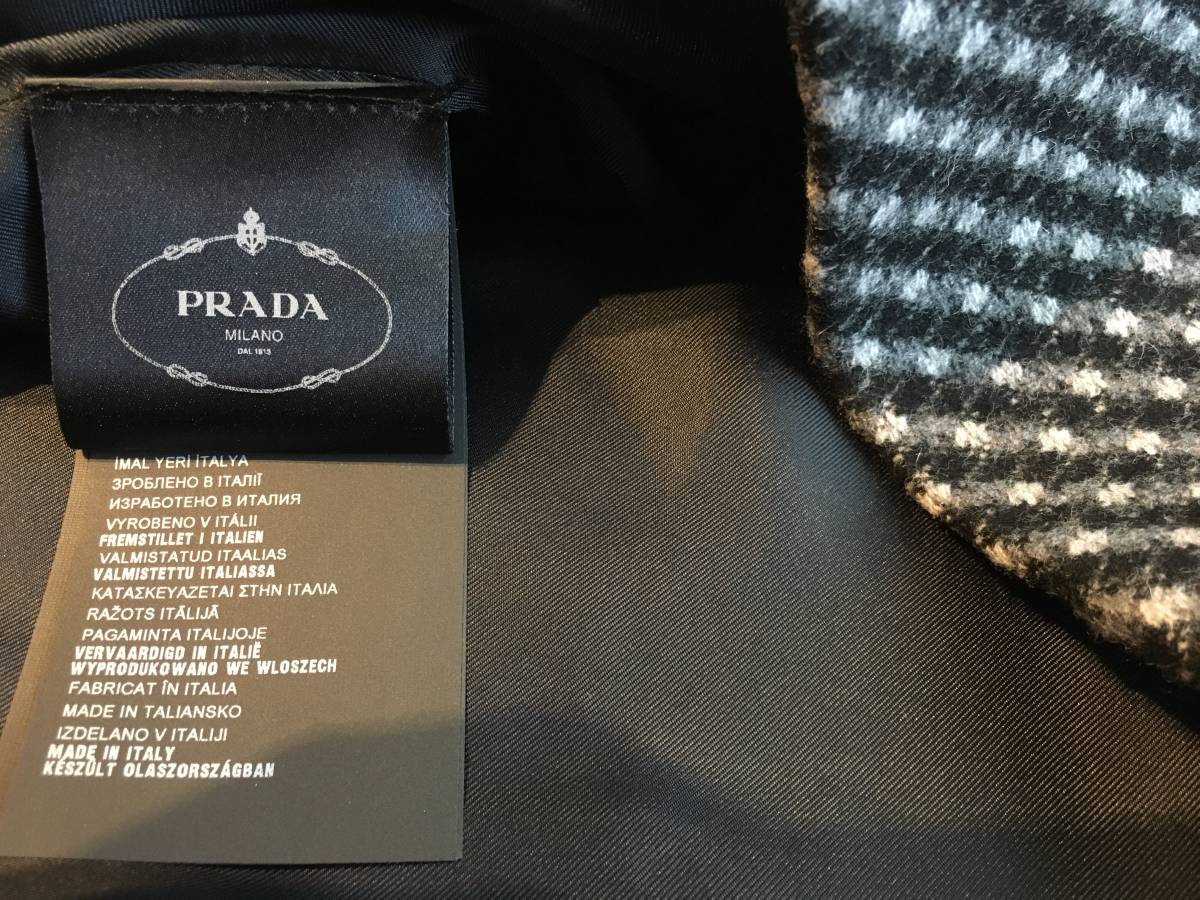 PRADA
MILANO
DAL 1913
İMAL YERİ İTALYA
ЗРОБЛЕНО В ІТАЛІЇ
ИЗРАБОТЕНО В ИТАЛИЯ
VYROBENO V ITÁLII
FREMSTILLET I ITALIEN
VALMISTATUD ITAALIAS
VALMISTETTU ITALIASSA
ΚΑΤΑΣΚΕΥΑΖΕΤΑΙ ΣΤΗΝ ΙΤΑΛΙΑ
RAŽOTS ITĀLIJĀ
PAGAMINTA ITALIJOJE
VERVAARDIGD IN ITALIË
WYPRODUKOWANO WE WLOSZECH
FABRICAT ÎN ITALIA
MADE IN TALIANSKO
IZDELANO V ITALIJI
MADE IN ITALY
KÉSZÛLT OLASZORSZÁGBAN